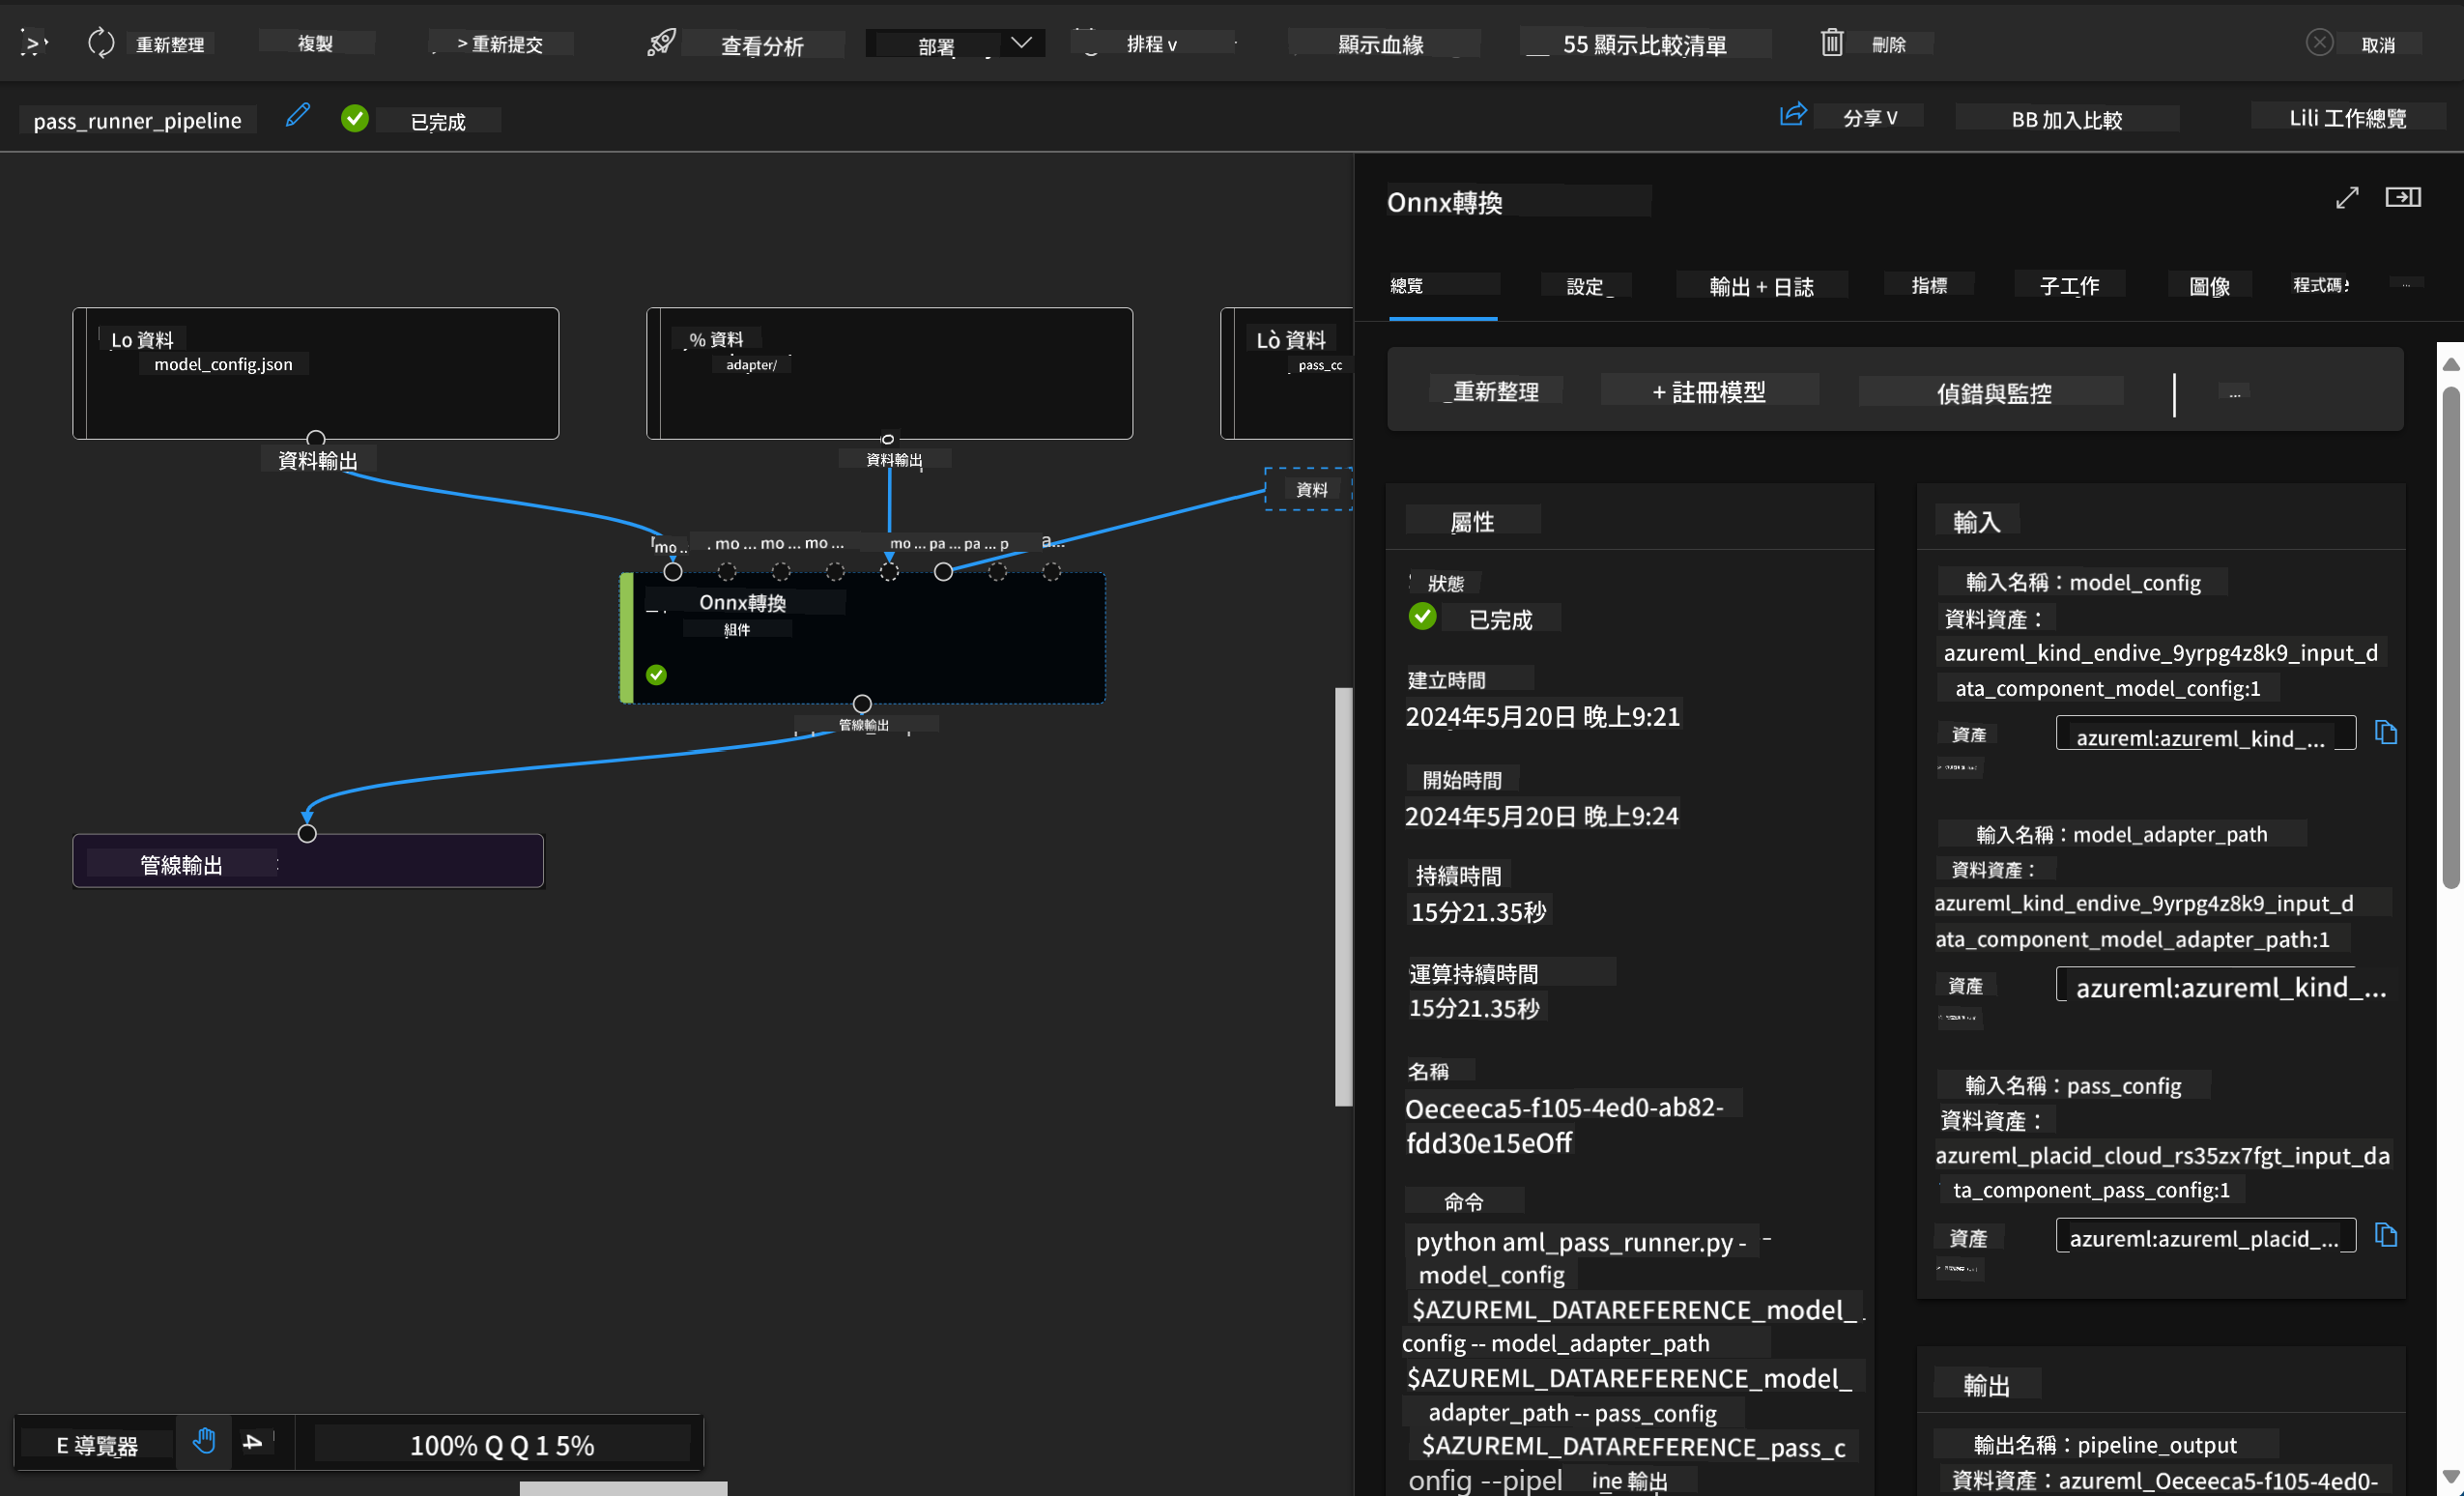 重新整理
複製
> 重新提交
查看分析
部署
排程 v
顯示血緣
55 顯示比較清單
刪除
取消
pass_runner_pipeline
已完成
分享 V
BB 加入比較
Lili 工作總覽
Lo 資料
model_config.json
資料輸出
% 資料
adapter/
資料輸出
Lò 資料
pass_cc
資料
mo ..
mo ... mo ... mo ...
mo ... pa ... pa ... p
a...
Onnx轉換
組件
管線輸出
管線輸出
E 導覽器
100% Q Q 1 5%
Onnx轉換
總覽
設定
輸出 + 日誌
指標
子工作
圖像
程式碼
...
重新整理
+ 註冊模型
偵錯與監控
...
屬性
狀態
已完成
建立時間
2024年5月20日 晚上9:21
開始時間
2024年5月20日 晚上9:24
持續時間
15分21.35秒
運算持續時間
15分21.35秒
名稱
Oeceeca5-f105-4ed0-ab82-
fdd30e15eOff
命令
python aml_pass_runner.py -
model_config
$AZUREML_DATAREFERENCE_model_
config -- model_adapter_path
$AZUREML_DATAREFERENCE_model_
adapter_path -- pass_config
$AZUREML_DATAREFERENCE_pass_c
onfig --pipel ine 輸出
輸入
輸入名稱：model_config
資料資產：
azureml_kind_endive_9yrpg4z8k9_input_d
ata_component_model_config:1
資產
azureml:azureml_kind_...
輸入名稱：model_adapter_path
資料資產：
azureml_kind_endive_9yrpg4z8k9_input_d
ata_component_model_adapter_path:1
資產
azureml:azureml_kind_...
輸入名稱：pass_config
資料資產：
azureml_placid_cloud_rs35zx7fgt_input_da
ta_component_pass_config:1
資產
azureml:azureml_placid_...
輸出
輸出名稱：pipeline_output
資料資產：azureml_Oeceeca5-f105-4ed0-